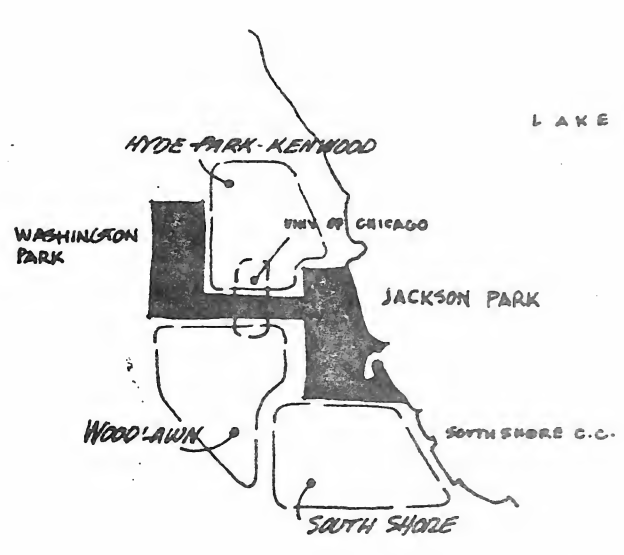 LAKE
HYDE PARK-KENWOOD
UNIV OF CHICAGO
WASHINGTON
PARK
JACKSON PARK
WOODLAWN
SOUTH SHORE C.C.
SOUTH SHORE